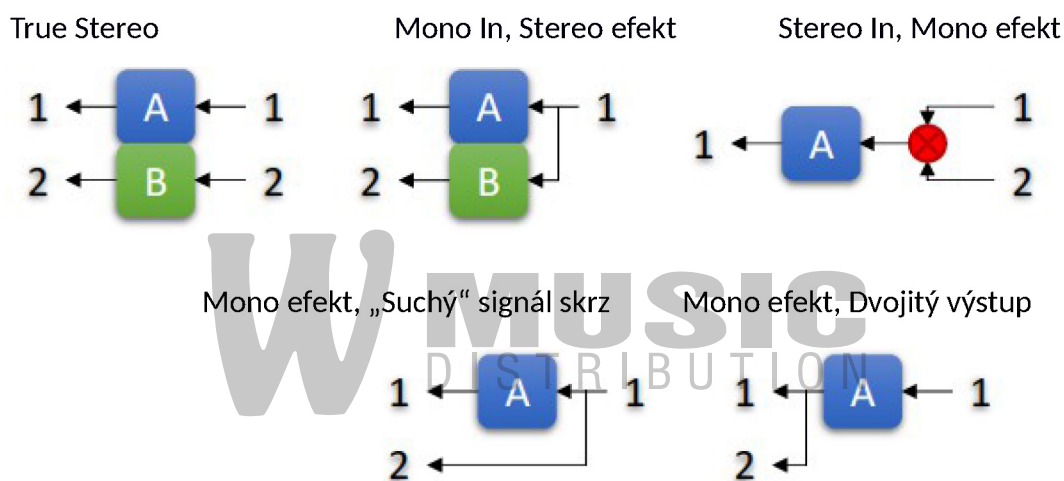 True Stereo
Mono In, Stereo efekt
Stereo In, Mono efekt
1 A 1
2 B 2
1 A 1
2 B
1 A 1
2
W MUSIC
DISTRIBUTION
Mono efekt, „Suchý“ signál skrz
Mono efekt, Dvojitý výstup
1 A 1
2
1 A 1
2